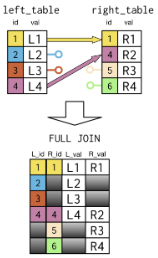 left_table right_table
id val id val
1 L1 1 R1
2 L2 4 R2
3 L3 5 R3
4 L4 6 R4
FULL JOIN
L_id R_id L_val R_val
1 1 L1 R1
2 L2
3 L3
4 4 L4 R2
5 R3
6 R4